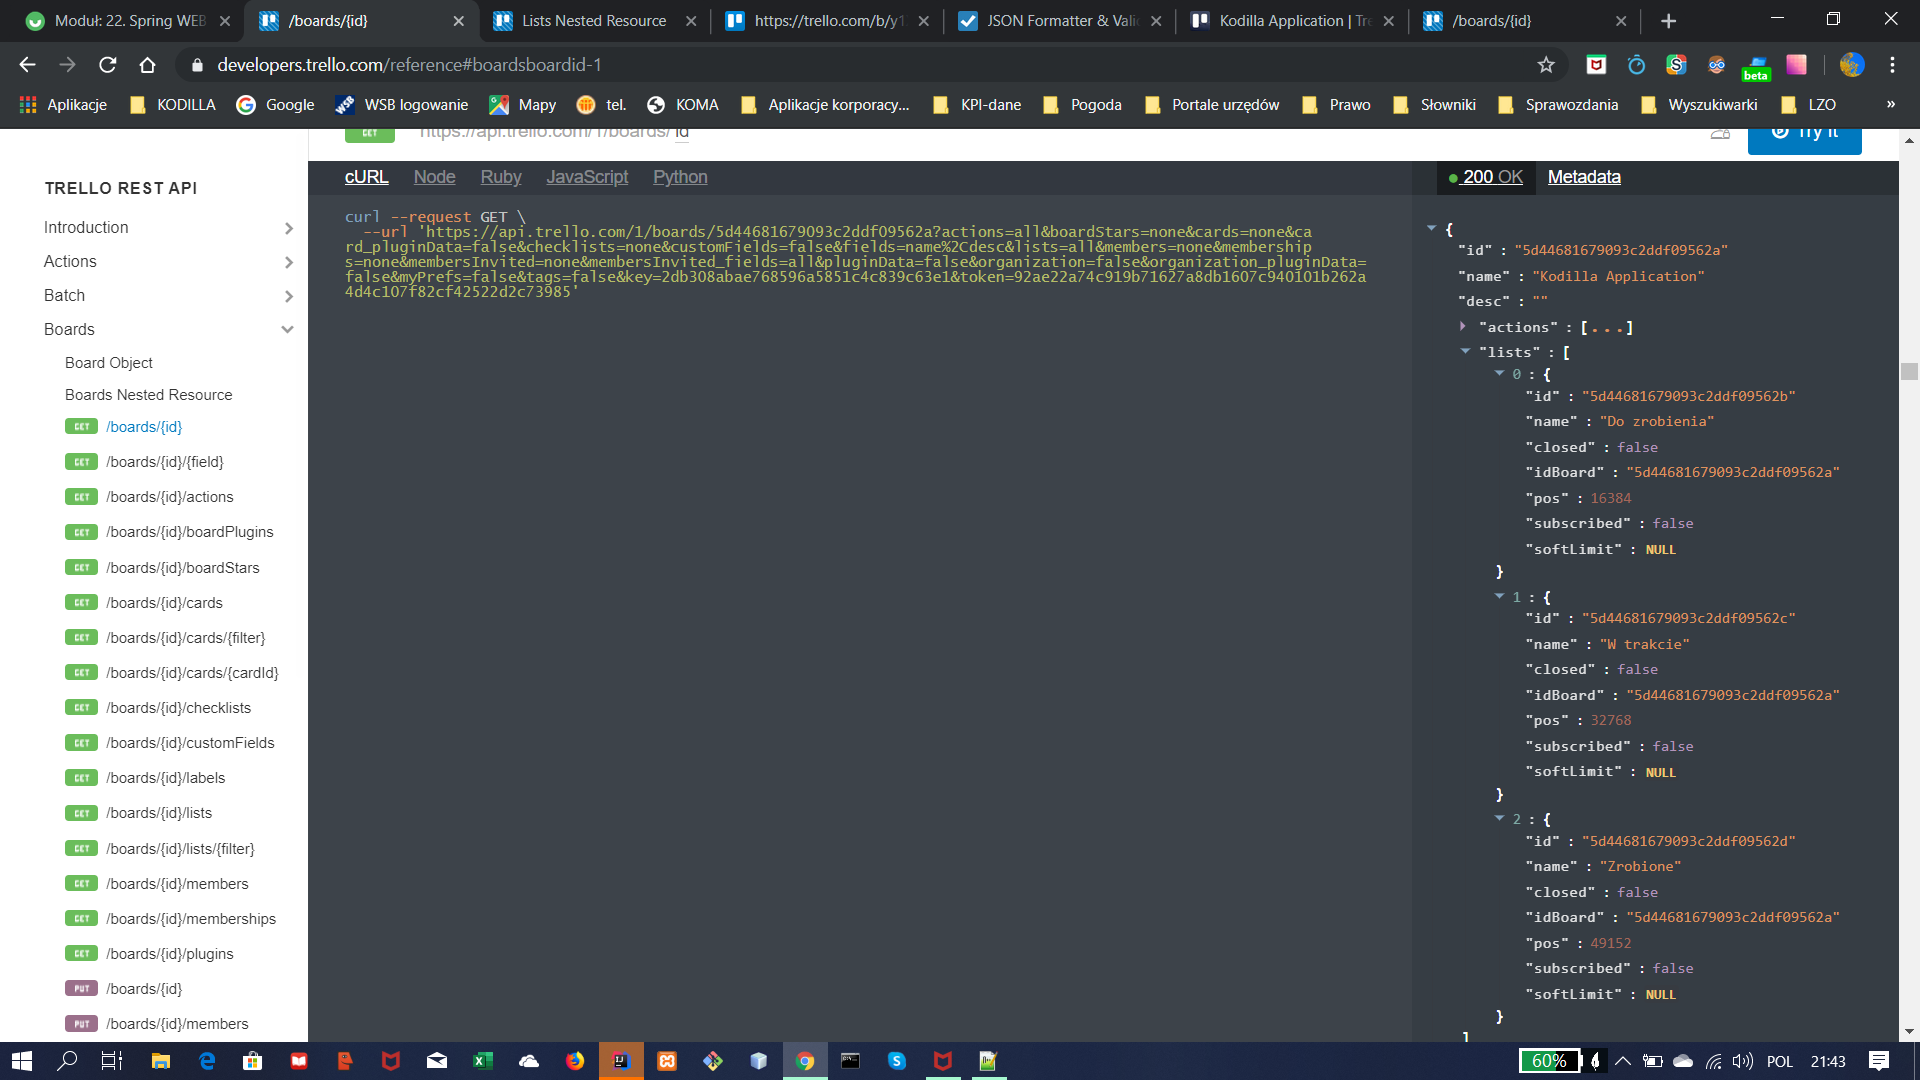 Moduł: 22. Spring WEB
/boards/{id}
Lists Nested Resource
https://trello.com/b/y1
JSON Formatter & Vali
Kodilla Application | Tre
/boards/{id}
developers.trello.com/reference#boardsboardid-1
beta
Aplikacje
KODILLA
Google
WSB logowanie
Mapy
tel.
KOMA
Aplikacje korporacy...
KPI-dane
Pogoda
Portale urzędów
Prawo
Słowniki
Sprawozdania
Wyszukiwarki
LZO
»
GET https://api.trello.com/1/boards/ id
Try It
TRELLO REST API
Introduction
Actions
Batch
Boards
Board Object
Boards Nested Resource
GET /boards/{id}
GET /boards/{id}/{field}
GET /boards/{id}/actions
GET /boards/{id}/boardPlugins
GET /boards/{id}/boardStars
GET /boards/{id}/cards
GET /boards/{id}/cards/{filter}
GET /boards/{id}/cards/{cardId}
GET /boards/{id}/checklists
GET /boards/{id}/customFields
GET /boards/{id}/labels
GET /boards/{id}/lists
GET /boards/{id}/lists/{filter}
GET /boards/{id}/members
GET /boards/{id}/memberships
GET /boards/{id}/plugins
PUT /boards/{id}
PUT /boards/{id}/members
cURL Node Ruby JavaScript Python
curl --request GET \
--url 'https://api.trello.com/1/boards/5d44681679093c2ddf09562a?actions=all&boardStars=none&cards=none&ca
rd_pluginData=false&checklists=none&customFields=false&fields=name%2Cdesc&lists=all&members=none&membership
s=none&membersInvited=none&membersInvited_fields=all&pluginData=false&organization=false&organization_pluginData=
false&myPrefs=false&tags=false&key=2db308abae768596a5851c4c839c63e1&token=92ae22a74c919b71627a8db1607c940101b262a
4d4c107f82cf42522d2c73985'
200 OK Metadata
{
"id" : "5d44681679093c2ddf09562a"
"name" : "Kodilla Application"
"desc" : ""
"actions" : [...]
"lists" : [
0 : {
"id" : "5d44681679093c2ddf09562b"
"name" : "Do zrobienia"
"closed" : false
"idBoard" : "5d44681679093c2ddf09562a"
"pos" : 16384
"subscribed" : false
"softLimit" : NULL
}
1 : {
"id" : "5d44681679093c2ddf09562c"
"name" : "W trakcie"
"closed" : false
"idBoard" : "5d44681679093c2ddf09562a"
"pos" : 32768
"subscribed" : false
"softLimit" : NULL
}
2 : {
"id" : "5d44681679093c2ddf09562d"
"name" : "Zrobione"
"closed" : false
"idBoard" : "5d44681679093c2ddf09562a"
"pos" : 49152
"subscribed" : false
"softLimit" : NULL
}
]
60%
POL
21:43